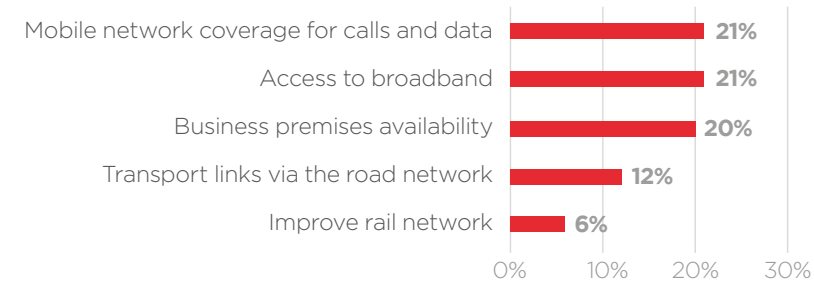 Mobile network coverage for calls and data 21%
Access to broadband 21%
Business premises availability 20%
Transport links via the road network 12%
Improve rail network 6%
0% 10% 20% 30%